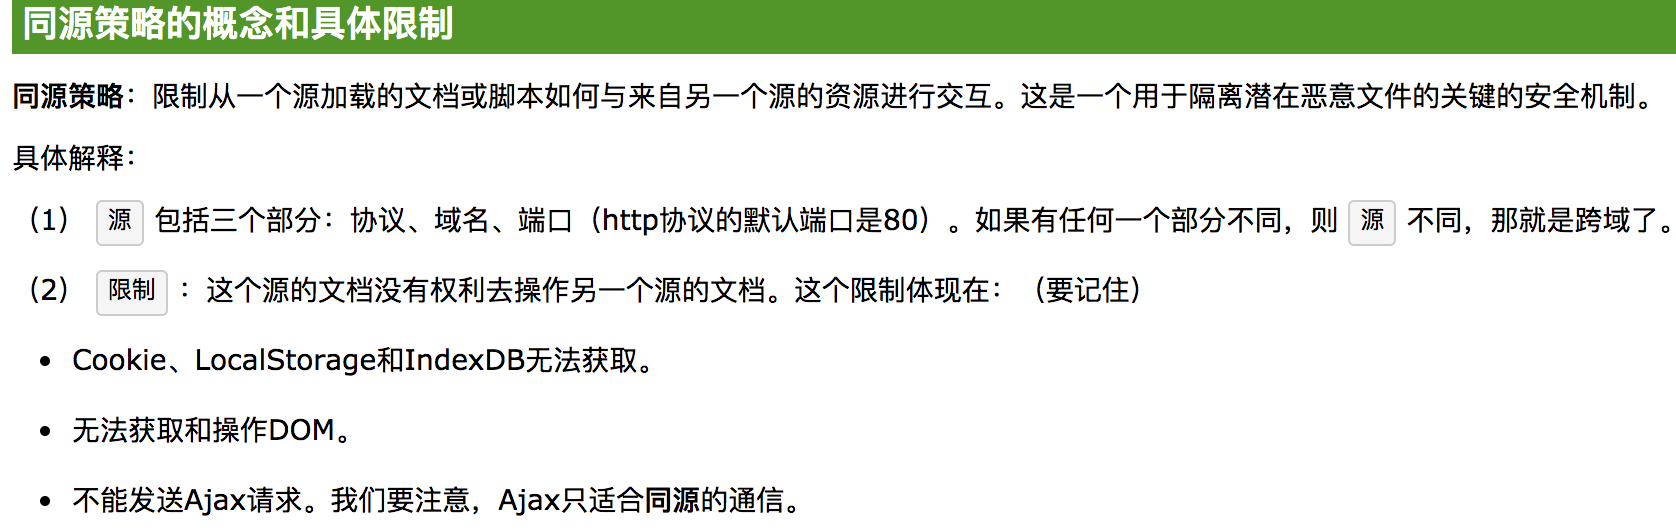 同源策略的概念和具体限制
同源策略：限制从一个源加载的文档或脚本如何与来自另一个源的资源进行交互。这是一个用于隔离潜在恶意文件的关键的安全机制。
具体解释：
（1） 源 包括三个部分：协议、域名、端口（http协议的默认端口是80）。如果有任何一个部分不同，则 源 不同，那就是跨域了。
（2） 限制 ：这个源的文档没有权利去操作另一个源的文档。这个限制体现在：（要记住）
• Cookie、LocalStorage和IndexDB无法获取。
• 无法获取和操作DOM。
• 不能发送Ajax请求。我们要注意，Ajax只适合同源的通信。